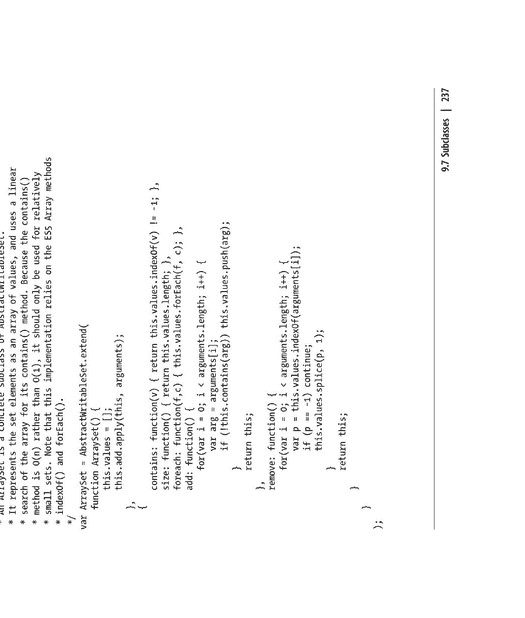 * An ArraySet is a concrete subclass of AbstractWritableSet.
* It represents the set elements as an array of values, and uses a linear
* search of the array for its contains() method. Because the contains()
* method is O(n) rather than O(1), it should only be used for relatively
* small sets. Note that this implementation relies on the ES5 Array methods
* indexOf() and forEach().
*/
var ArraySet = AbstractWritableSet.extend(
function ArraySet() {
this.values = [];
this.add.apply(this, arguments);
},
{
contains: function(v) { return this.values.indexOf(v) != -1; },
size: function() { return this.values.length; },
foreach: function(f,c) { this.values.forEach(f, c); },
add: function() {
for(var i = 0; i < arguments.length; i++) {
var arg = arguments[i];
if (!this.contains(arg)) this.values.push(arg);
}
return this;
},
remove: function() {
for(var i = 0; i < arguments.length; i++) {
var p = this.values.indexOf(arguments[i]);
if (p == -1) continue;
this.values.splice(p, 1);
}
return this;
}
}
);
9.7 Subclasses | 237